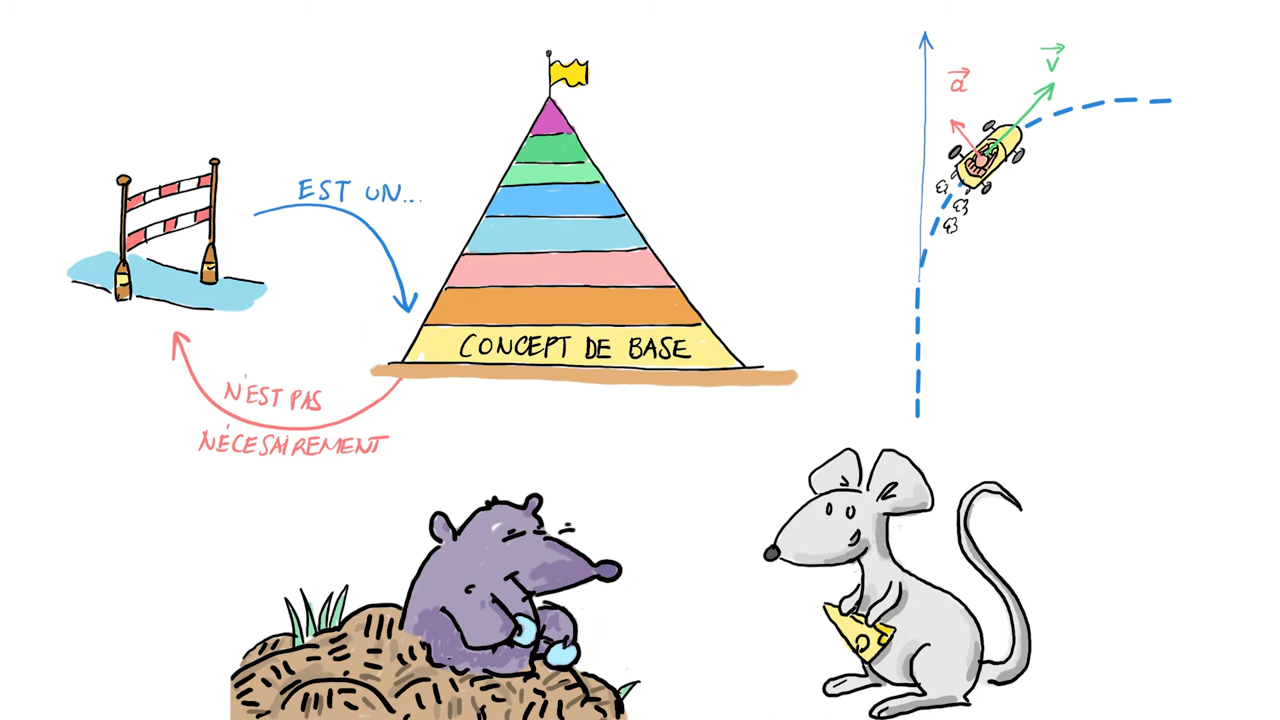 EST UN...
CONCEPT DE BASE
N'EST PAS
NÉCESAIREMENT
a
v